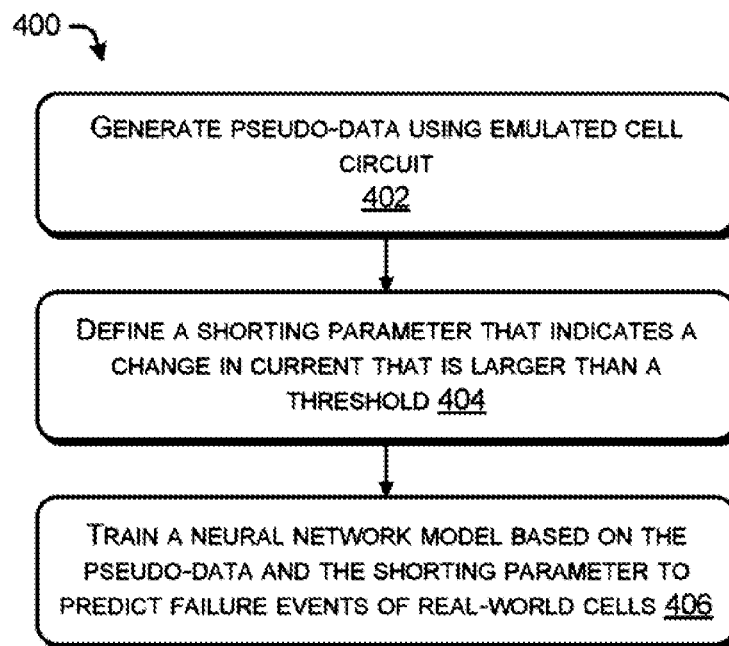 400
GENERATE PSEUDO-DATA USING EMULATED CELL
CIRCUIT
402
DEFINE A SHORTING PARAMETER THAT INDICATES A
CHANGE IN CURRENT THAT IS LARGER THAN A
THRESHOLD 404
TRAIN A NEURAL NETWORK MODEL BASED ON THE
PSEUDO-DATA AND THE SHORTING PARAMETER TO
PREDICT FAILURE EVENTS OF REAL-WORLD CELLS 406